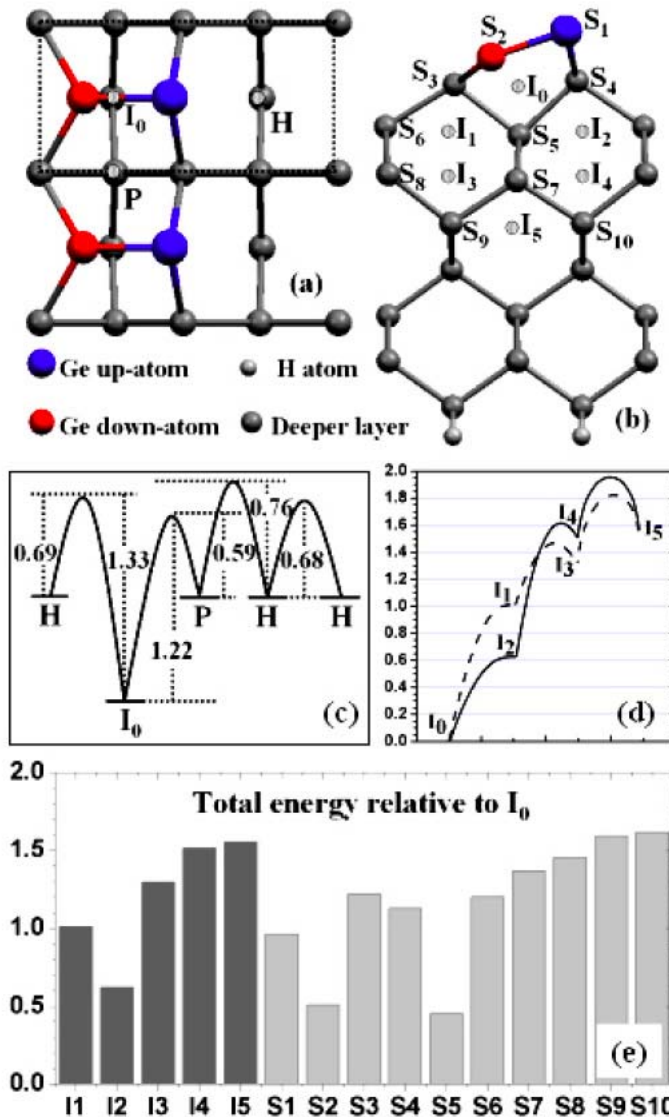 I₀
H
P
(a)
S₁
S₂
S₃
S₄
I₀
S₆
I₁
S₅
I₂
S₈
I₃
S₇
I₄
S₉
I₅
S₁₀
(b)
Ge up-atom
H atom
Ge down-atom
Deeper layer
0.69
1.33
0.76
0.59
0.68
H
P
H
H
1.22
I₀
(c)
2.0
1.8
1.6
1.4
1.2
1.0
0.8
0.6
0.4
0.2
0.0
I₀
I₁
I₂
I₃
I₄
I₅
(d)
2.0
1.5
1.0
0.5
0.0
Total energy relative to I₀
(e)
I1 I2 I3 I4 I5 S1 S2 S3 S4 S5 S6 S7 S8 S9 S10